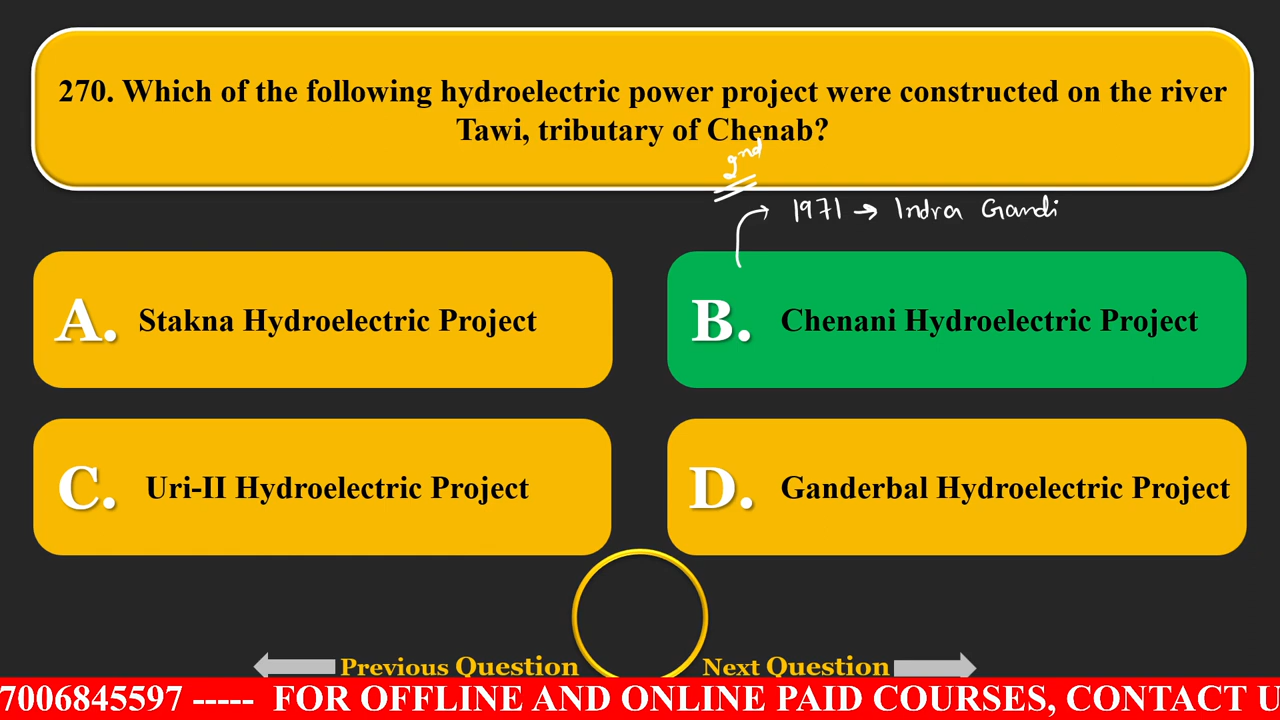 270. Which of the following hydroelectric power project were constructed on the river
Tawi, tributary of Chenab?
2nd
1971 → Indra Gandi
A. Stakna Hydroelectric Project
B. Chenani Hydroelectric Project
C. Uri-II Hydroelectric Project
D. Ganderbal Hydroelectric Project
Previous Question
Next Question
7006845597 ----- FOR OFFLINE AND ONLINE PAID COURSES, CONTACT U